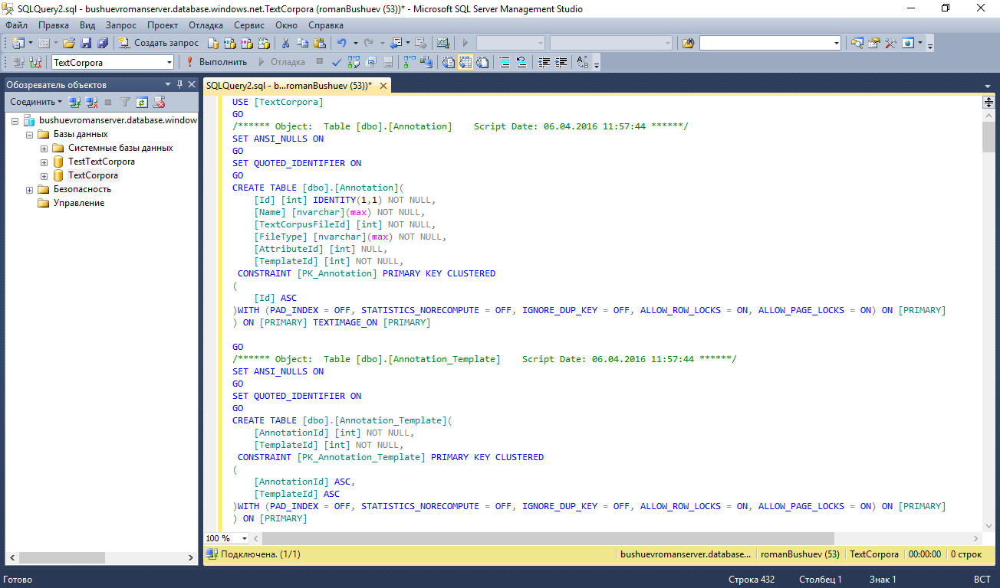 SQLQuery2.sql - bushuevromanserver.database.windows.net.TextCorpora (romanBushuev (53))* - Microsoft SQL Server Management Studio
Файл Правка Вид Запрос Проект Отладка Сервис Окно Справка
Создать запрос
TextCorpora Выполнить Отладка
Обозреватель объектов
SQLQuery2.sql - b...romanBushuev (53))*
Соединить
bushuevromanserver.database.window
Базы данных
Системные базы данных
TestTextCorpora
TextCorpora
Безопасность
Управление
USE [TextCorpora]
GO
/****** Object:  Table [dbo].[Annotation]    Script Date: 06.04.2016 11:57:44 ******/
SET ANSI_NULLS ON
GO
SET QUOTED_IDENTIFIER ON
GO
CREATE TABLE [dbo].[Annotation](
    [Id] [int] IDENTITY(1,1) NOT NULL,
    [Name] [nvarchar](max) NOT NULL,
    [TextCorpusFileId] [int] NOT NULL,
    [FileType] [nvarchar](max) NOT NULL,
    [AttributeId] [int] NULL,
    [TemplateId] [int] NOT NULL,
 CONSTRAINT [PK_Annotation] PRIMARY KEY CLUSTERED
(
    [Id] ASC
)WITH (PAD_INDEX = OFF, STATISTICS_NORECOMPUTE = OFF, IGNORE_DUP_KEY = OFF, ALLOW_ROW_LOCKS = ON, ALLOW_PAGE_LOCKS = ON) ON [PRIMARY]
) ON [PRIMARY] TEXTIMAGE_ON [PRIMARY]
GO
/****** Object:  Table [dbo].[Annotation_Template]    Script Date: 06.04.2016 11:57:44 ******/
SET ANSI_NULLS ON
GO
SET QUOTED_IDENTIFIER ON
GO
CREATE TABLE [dbo].[Annotation_Template](
    [AnnotationId] [int] NOT NULL,
    [TemplateId] [int] NOT NULL,
 CONSTRAINT [PK_Annotation_Template] PRIMARY KEY CLUSTERED
(
    [AnnotationId] ASC,
    [TemplateId] ASC
)WITH (PAD_INDEX = OFF, STATISTICS_NORECOMPUTE = OFF, IGNORE_DUP_KEY = OFF, ALLOW_ROW_LOCKS = ON, ALLOW_PAGE_LOCKS = ON) ON [PRIMARY]
) ON [PRIMARY]
100 %
Подключена. (1/1) bushuevromanserver.database... romanBushuev (53) TextCorpora 00:00:00 0 строк
Готово Строка 432 Столбец 1 Знак 1 ВСТ